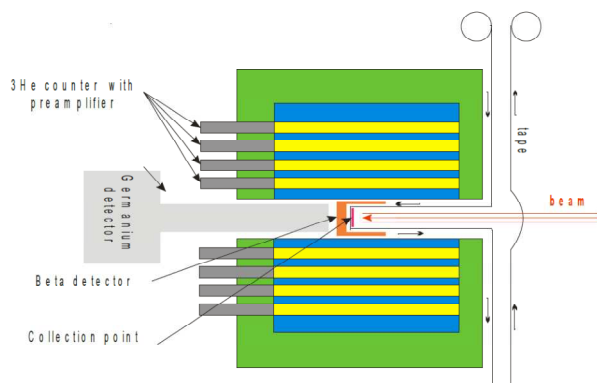 3He counter with
preamplifier
Germanium
detector
tape
beam
Beta detector
Collection point